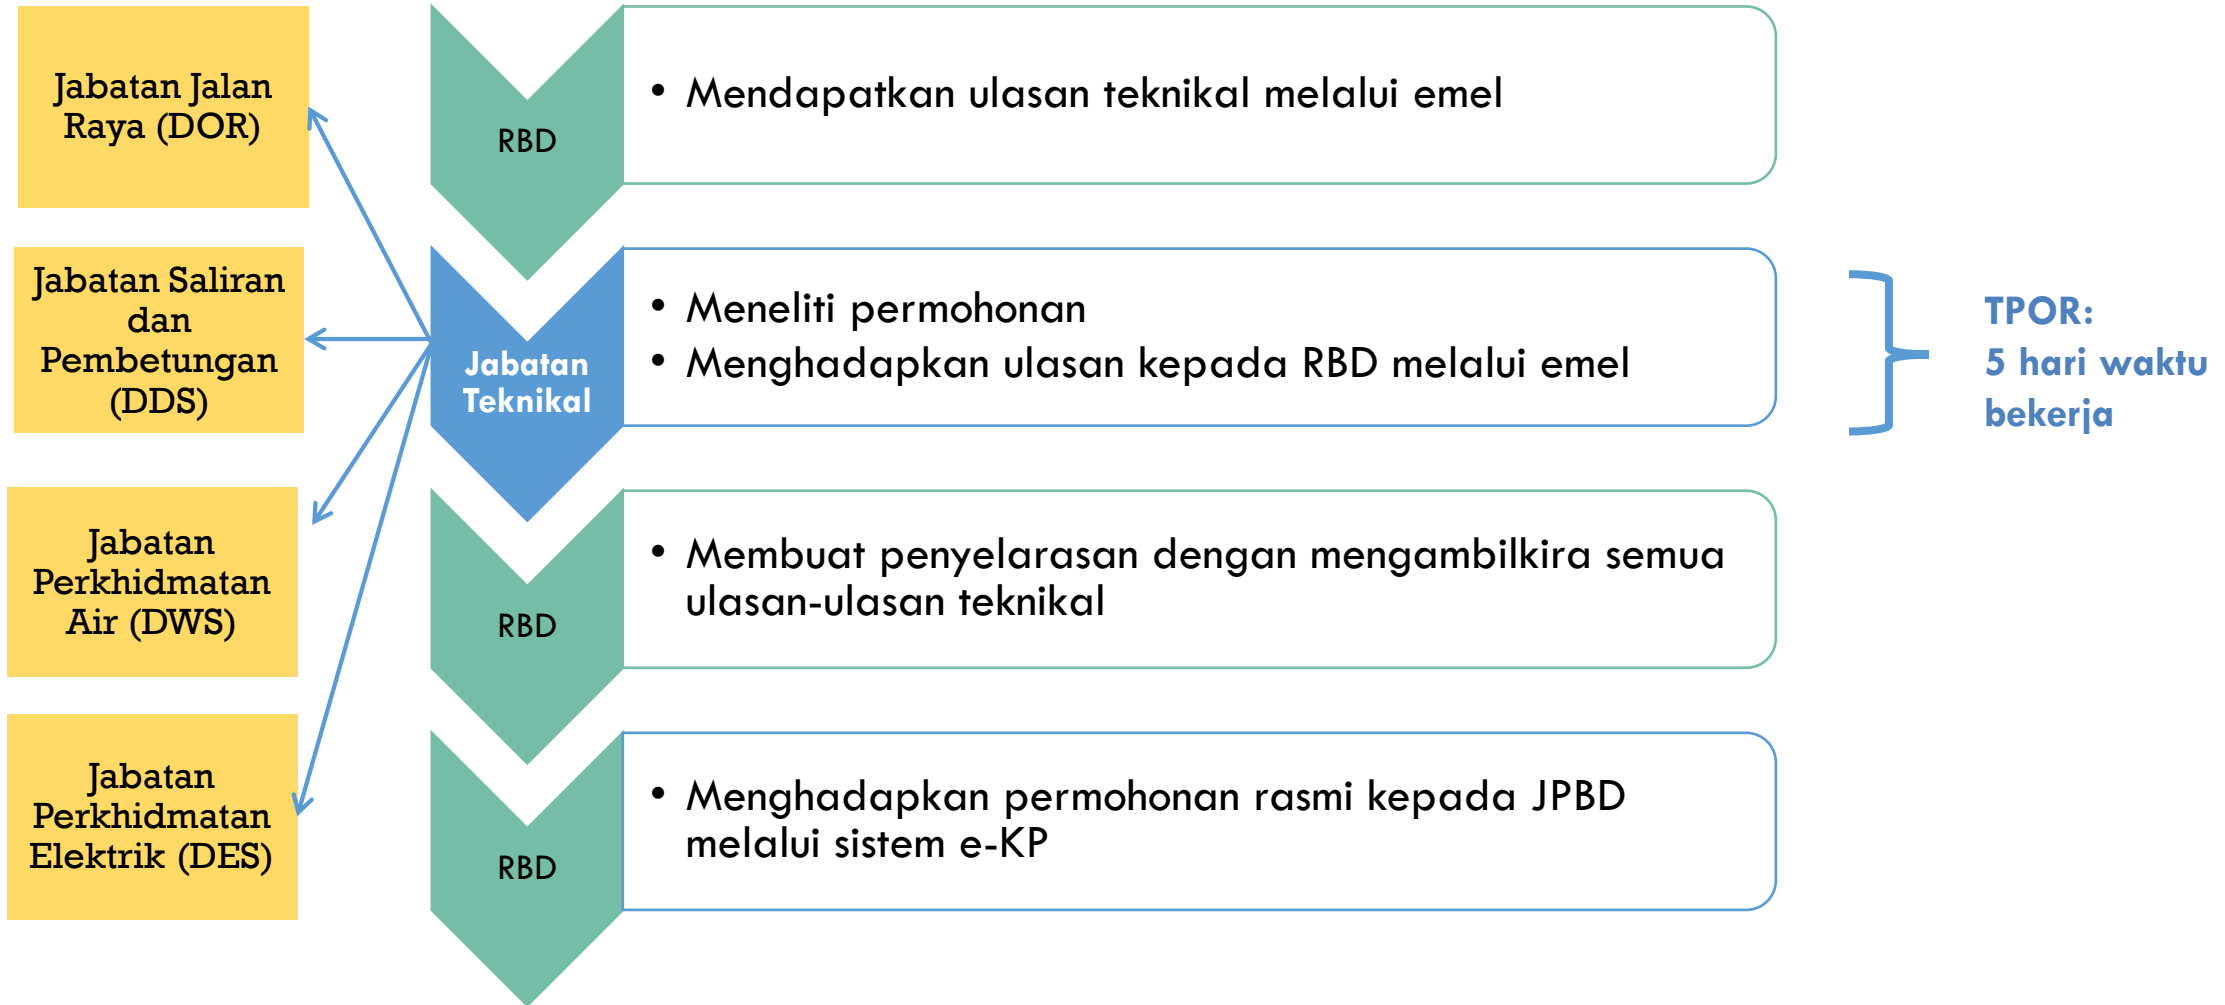 Jabatan Jalan
Raya (DOR)
RBD
• Mendapatkan ulasan teknikal melalui emel
Jabatan Saliran
dan
Pembetungan
(DDS)
Jabatan
Teknikal
• Meneliti permohonan
• Menghadapkan ulasan kepada RBD melalui emel
TPOR:
5 hari waktu
bekerja
Jabatan
Perkhidmatan
Air (DWS)
RBD
• Membuat penyelarasan dengan mengambilkira semua
ulasan-ulasan teknikal
Jabatan
Perkhidmatan
Elektrik (DES)
RBD
• Menghadapkan permohonan rasmi kepada JPBD
melalui sistem e-KP